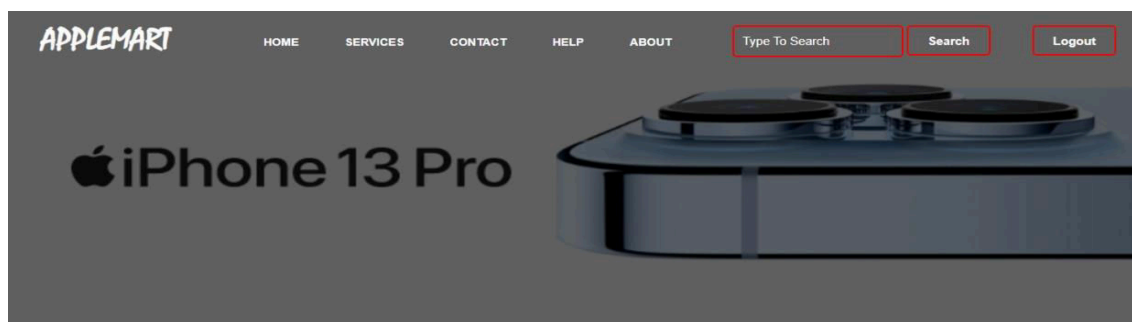 APPLEMART HOME SERVICES CONTACT HELP ABOUT Type To Search Search Logout
iPhone 13 Pro